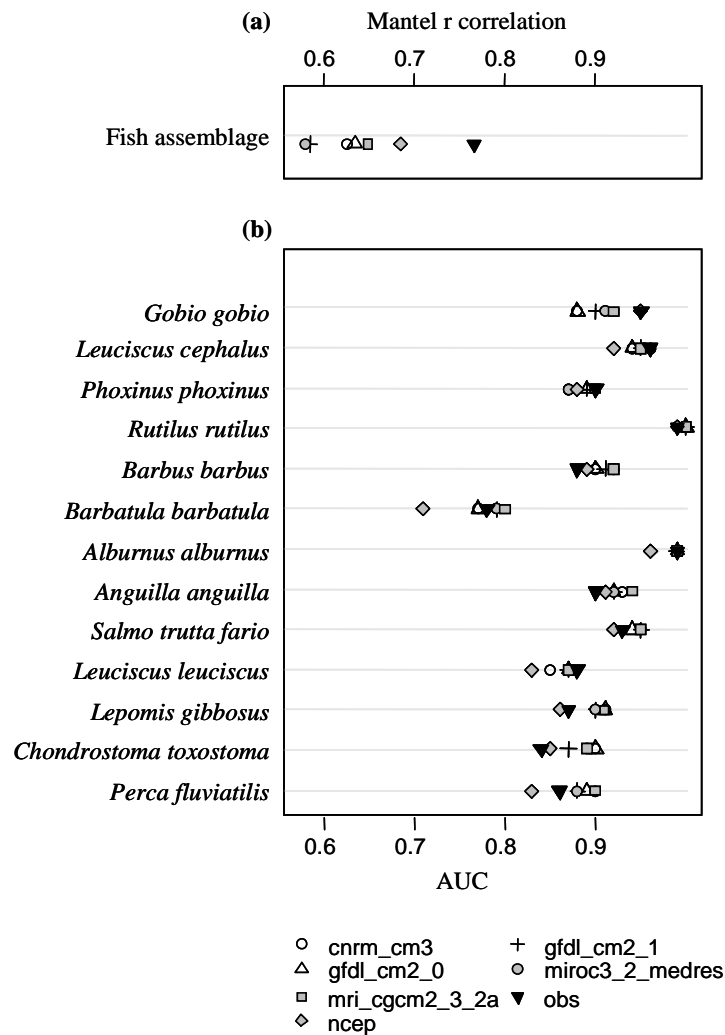 (a) Mantel r correlation
0.6 0.7 0.8 0.9
Fish assemblage
(b)
Gobio gobio
Leuciscus cephalus
Phoxinus phoxinus
Rutilus rutilus
Barbus barbus
Barbatula barbatula
Alburnus alburnus
Anguilla anguilla
Salmo trutta fario
Leuciscus leuciscus
Lepomis gibbosus
Chondrostoma toxostoma
Perca fluviatilis
0.6 0.7 0.8 0.9
AUC
cnrm_cm3 gfdl_cm2_1
gfdl_cm2_0 miroc3_2_medres
mri_cgcm2_3_2a obs
ncep